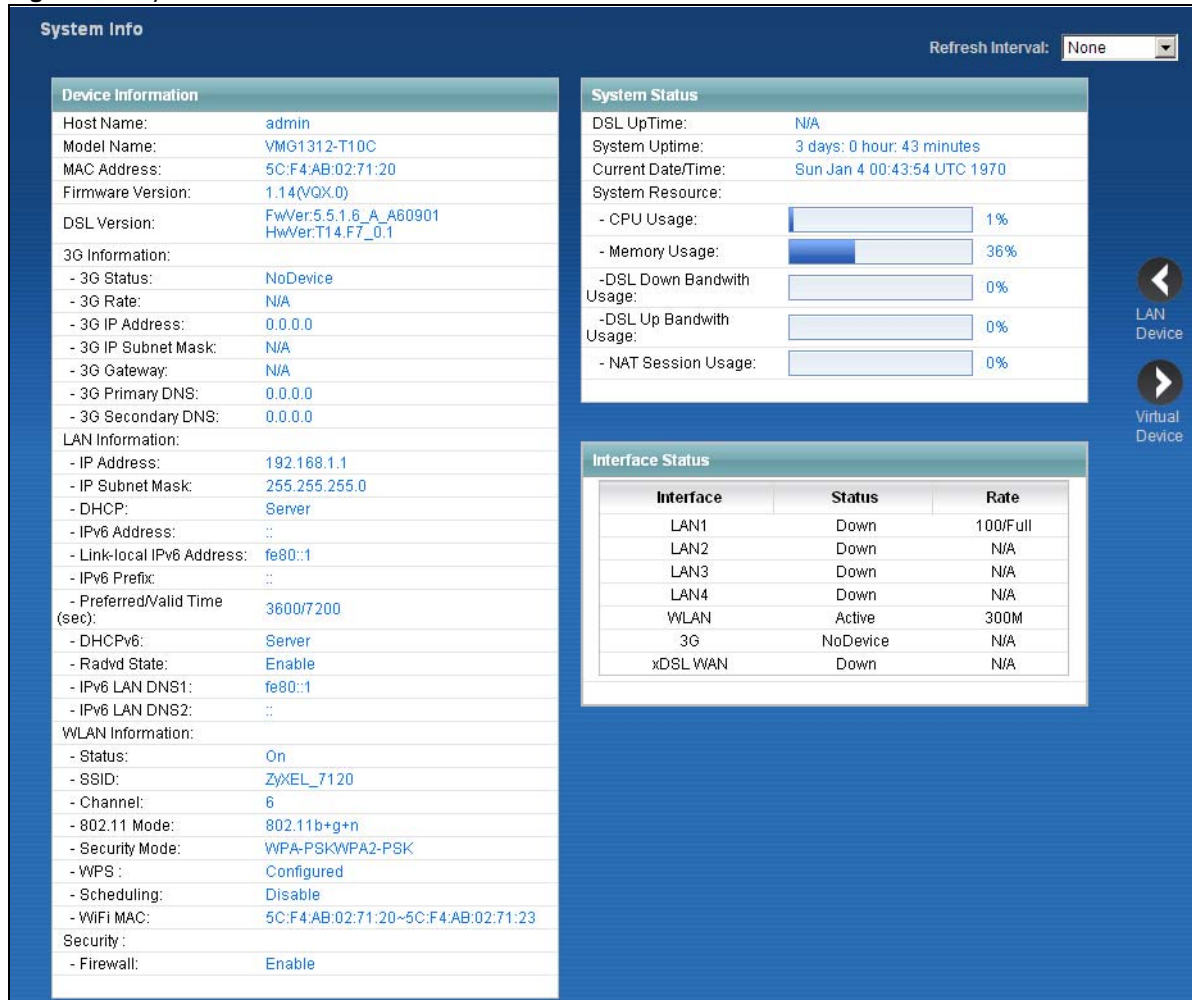 System Info
Refresh Interval: None
Device Information
Host Name: admin
Model Name: VMG1312-T10C
MAC Address: 5C:F4:AB:02:71:20
Firmware Version: 1.14(VQX.0)
DSL Version: FwVer:5.5.1.6_A_A60901
HwVer:T14.F7_0.1
3G Information:
- 3G Status: NoDevice
- 3G Rate: N/A
- 3G IP Address: 0.0.0.0
- 3G IP Subnet Mask: N/A
- 3G Gateway: N/A
- 3G Primary DNS: 0.0.0.0
- 3G Secondary DNS: 0.0.0.0
LAN Information:
- IP Address: 192.168.1.1
- IP Subnet Mask: 255.255.255.0
- DHCP: Server
- IPv6 Address: ::
- Link-local IPv6 Address: fe80::1
- IPv6 Prefix: ::
- Preferred/Valid Time
(sec): 3600/7200
- DHCPv6: Server
- Radvd State: Enable
- IPv6 LAN DNS1: fe80::1
- IPv6 LAN DNS2: ::
WLAN Information:
- Status: On
- SSID: ZyXEL_7120
- Channel: 6
- 802.11 Mode: 802.11b+g+n
- Security Mode: WPA-PSKWPA2-PSK
- WPS : Configured
- Scheduling: Disable
- WiFi MAC: 5C:F4:AB:02:71:20~5C:F4:AB:02:71:23
Security :
- Firewall: Enable
System Status
DSL UpTime: N/A
System Uptime: 3 days: 0 hour: 43 minutes
Current Date/Time: Sun Jan 4 00:43:54 UTC 1970
System Resource:
- CPU Usage: 1%
- Memory Usage: 36%
-DSL Down Bandwith
Usage: 0%
-DSL Up Bandwith
Usage: 0%
- NAT Session Usage: 0%
Interface Status
Interface Status Rate
LAN1 Down 100/Full
LAN2 Down N/A
LAN3 Down N/A
LAN4 Down N/A
WLAN Active 300M
3G NoDevice N/A
xDSL WAN Down N/A
LAN
Device
Virtual
Device